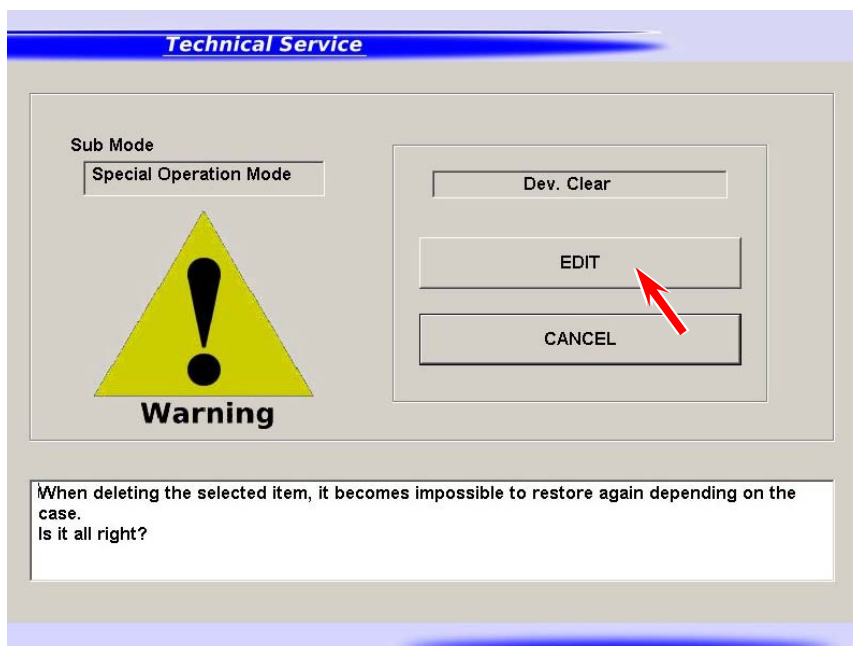 Technical Service
Sub Mode
Special Operation Mode
Dev. Clear
EDIT
CANCEL
Warning
When deleting the selected item, it becomes impossible to restore again depending on the
case.
Is it all right?